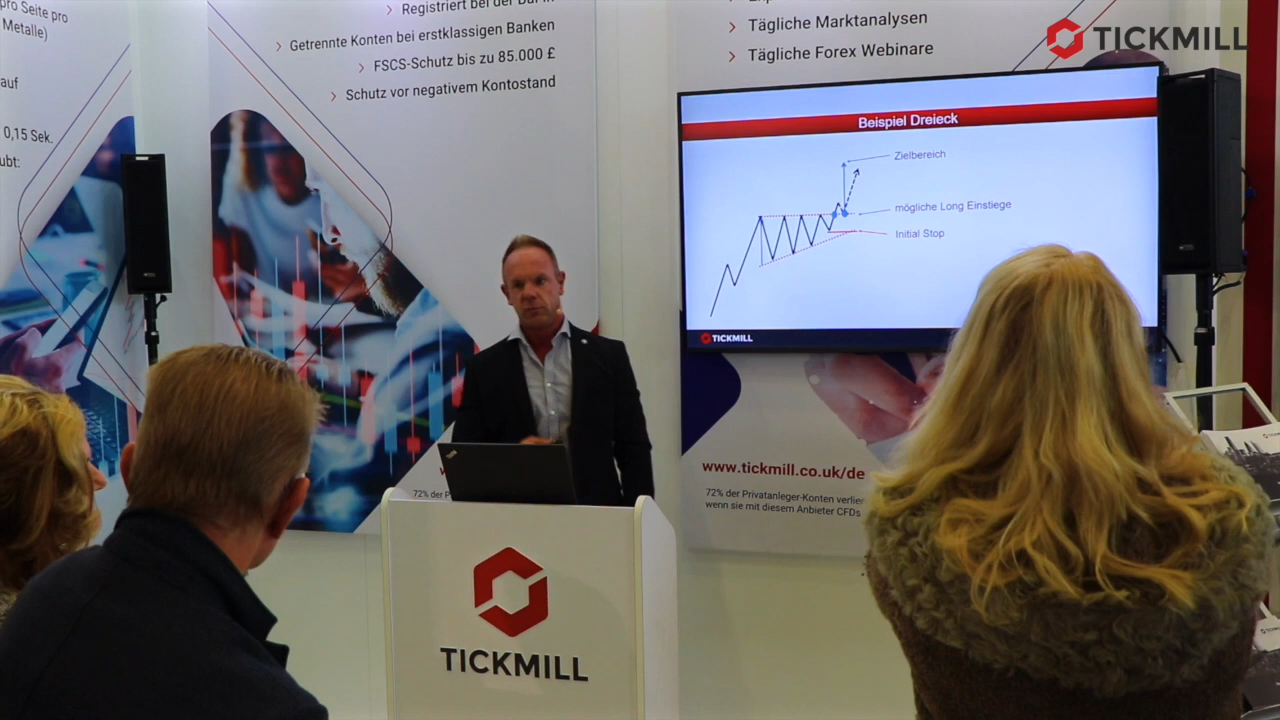 pro Seite pro
Metalle)
auf
0,15 Sek.
ubt:
Registriert bei der
Getrennte Konten bei erstklassigen Banken
FSCS-Schutz bis zu 85.000 £
Schutz vor negativem Kontostand
Tägliche Marktanalysen
Tägliche Forex Webinare
TICKMILL
Beispiel Dreieck
Zielbereich
mögliche Long Einstiege
Initial Stop
TICKMILL
www.tickmill.co.uk/de
72% der Privatanleger-Konten verlie
wenn sie mit diesem Anbieter CFDs
72% der P
TICKMILL